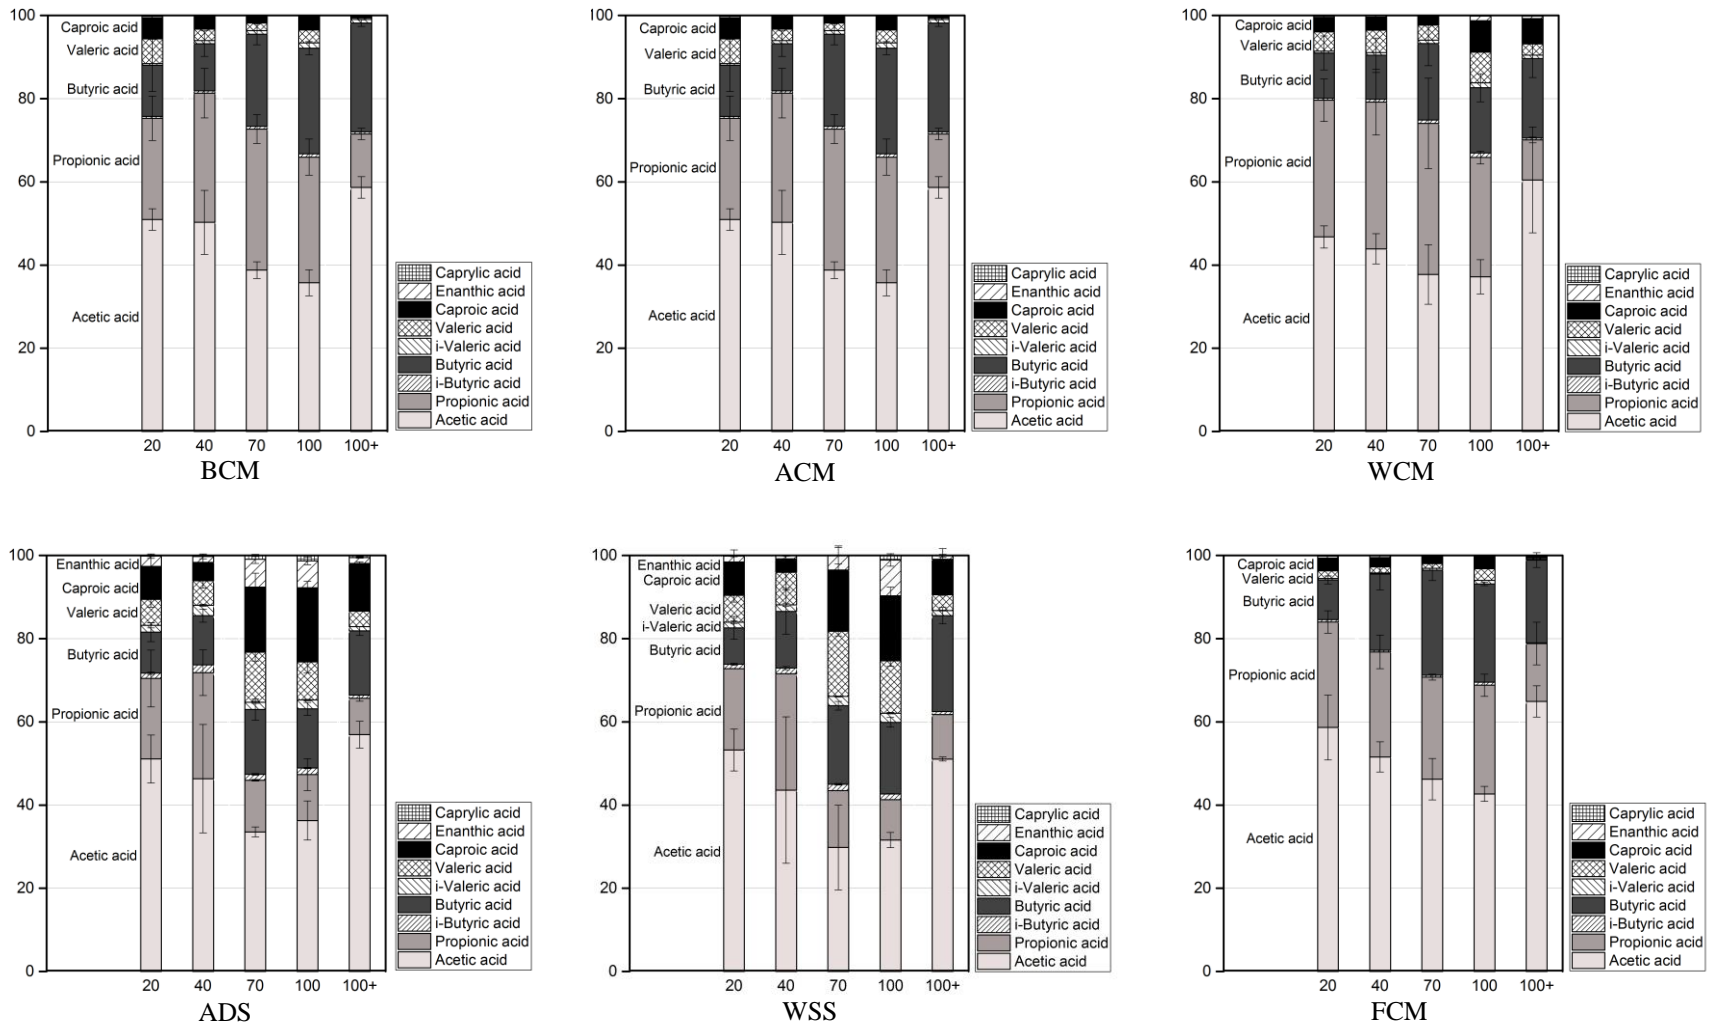 100
80
60
40
20
0
Caproic acid
Valeric acid
Butyric acid
Propionic acid
Acetic acid
Caprylic acid
Enanthic acid
Caproic acid
Valeric acid
i-Valeric acid
Butyric acid
i-Butyric acid
Propionic acid
Acetic acid
20 40 70 100 100+
BCM
100
80
60
40
20
0
Caproic acid
Valeric acid
Butyric acid
Propionic acid
Acetic acid
Caprylic acid
Enanthic acid
Caproic acid
Valeric acid
i-Valeric acid
Butyric acid
i-Butyric acid
Propionic acid
Acetic acid
20 40 70 100 100+
ACM
100
80
60
40
20
0
Caproic acid
Valeric acid
Butyric acid
Propionic acid
Acetic acid
Caprylic acid
Enanthic acid
Caproic acid
Valeric acid
i-Valeric acid
Butyric acid
i-Butyric acid
Propionic acid
Acetic acid
20 40 70 100 100+
WCM
100
80
60
40
20
0
Enanthic acid
Caproic acid
Valeric acid
Butyric acid
Propionic acid
Acetic acid
Caprylic acid
Enanthic acid
Caproic acid
Valeric acid
i-Valeric acid
Butyric acid
i-Butyric acid
Propionic acid
Acetic acid
20 40 70 100 100+
ADS
100
80
60
40
20
0
Enanthic acid
Caproic acid
Valeric acid
i-Valeric acid
Butyric acid
Propionic acid
Acetic acid
Caprylic acid
Enanthic acid
Caproic acid
Valeric acid
i-Valeric acid
Butyric acid
i-Butyric acid
Propionic acid
Acetic acid
20 40 70 100 100+
WSS
100
80
60
40
20
0
Caproic acid
Valeric acid
Butyric acid
Propionic acid
Acetic acid
Caprylic acid
Enanthic acid
Caproic acid
Valeric acid
i-Valeric acid
Butyric acid
i-Butyric acid
Propionic acid
Acetic acid
20 40 70 100 100+
FCM